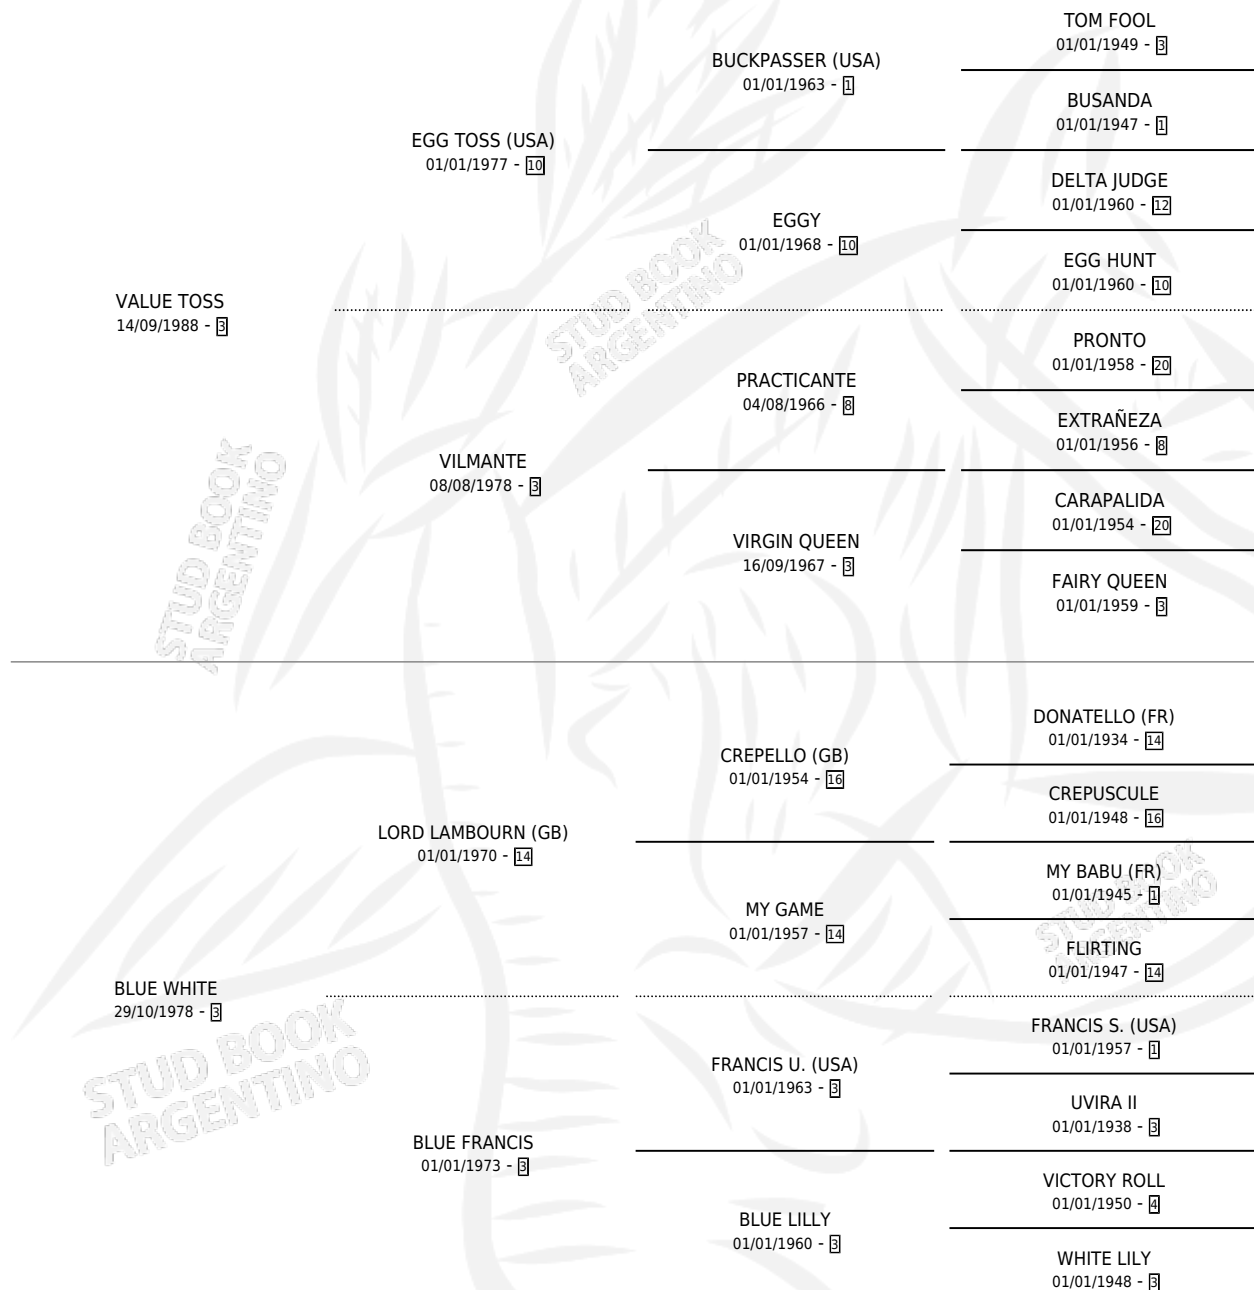 TOM FOOL
01/01/1949 - 3
BUCKPASSER (USA)
01/01/1963 - 1
BUSANDA
01/01/1947 - 1
EGG TOSS (USA)
01/01/1977 - 10
DELTA JUDGE
01/01/1960 - 12
EGGY
01/01/1968 - 10
EGG HUNT
01/01/1960 - 10
VALUE TOSS
14/09/1988 - 3
PRONTO
01/01/1958 - 20
PRACTICANTE
04/08/1966 - 8
EXTRAÑEZA
01/01/1956 - 8
VILMANTE
08/08/1978 - 3
CARAPALIDA
01/01/1954 - 20
VIRGIN QUEEN
16/09/1967 - 3
FAIRY QUEEN
01/01/1959 - 3
DONATELLO (FR)
01/01/1934 - 14
CREPELLO (GB)
01/01/1954 - 16
CREPUSCULE
01/01/1948 - 16
LORD LAMBOURN (GB)
01/01/1970 - 14
MY BABU (FR)
01/01/1945 - 1
MY GAME
01/01/1957 - 14
FLIRTING
01/01/1947 - 14
BLUE WHITE
29/10/1978 - 3
FRANCIS S. (USA)
01/01/1957 - 1
FRANCIS U. (USA)
01/01/1963 - 3
UVIRA II
01/01/1938 - 3
BLUE FRANCIS
01/01/1973 - 3
VICTORY ROLL
01/01/1950 - 4
BLUE LILLY
01/01/1960 - 3
WHITE LILY
01/01/1948 - 3
STUD BOOK
ARGENTINO
STUD BOOK
ARGENTINO
STUD BOOK
ARGENTINO
STUD BOOK
ARGENTINO